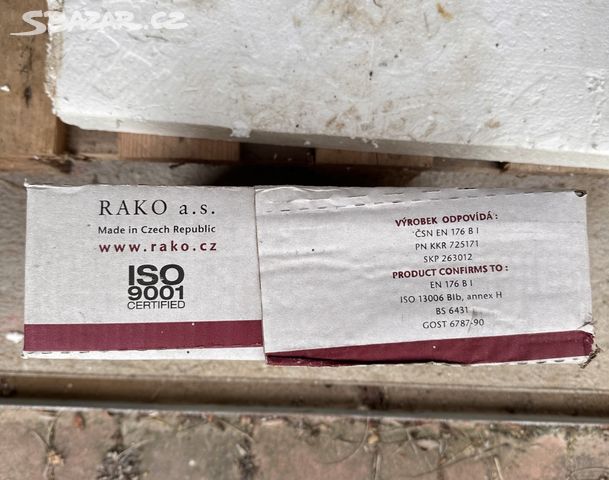 SBAZAR.CZ
RAKO a.s.
Made in Czech Republic
www.rako.cz
ISO
9001
CERTIFIED
VÝROBEK ODPOVÍDÁ:
ČSN EN 176 B I
PN KKR 725171
SKP 263012
PRODUCT CONFIRMS TO:
EN 176 B I
ISO 13006 BIb, annex H
BS 6431
GOST 6787-90